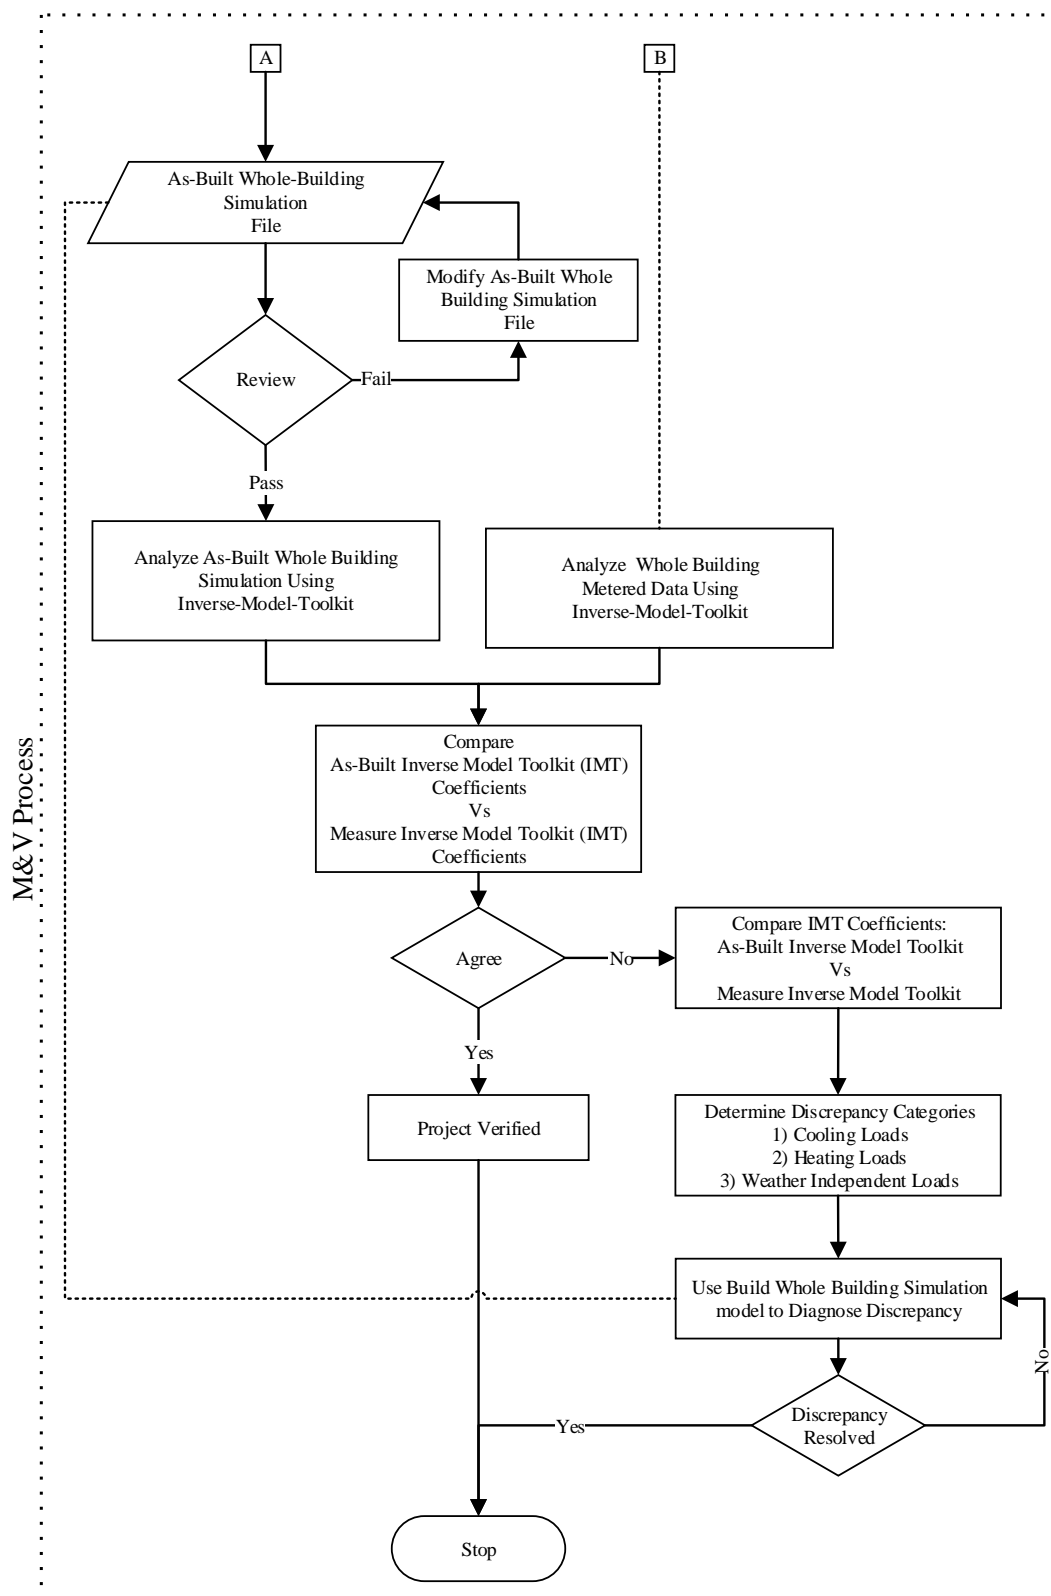 A
B
As-Built Whole-Building
Simulation
File
Modify As-Built Whole
Building Simulation
File
Review
Fail
Pass
Analyze As-Built Whole Building
Simulation Using
Inverse-Model-Toolkit
Analyze Whole Building
Metered Data Using
Inverse-Model-Toolkit
M&V Process
Compare
As-Built Inverse Model Toolkit (IMT)
Coefficients
Vs
Measure Inverse Model Toolkit (IMT)
Coefficients
Agree
No
Compare IMT Coefficients:
As-Built Inverse Model Toolkit
Vs
Measure Inverse Model Toolkit
Yes
Project Verified
Determine Discrepancy Categories
1) Cooling Loads
2) Heating Loads
3) Weather Independent Loads
Use Build Whole Building Simulation
model to Diagnose Discrepancy
No
Discrepancy
Resolved
Yes
Stop